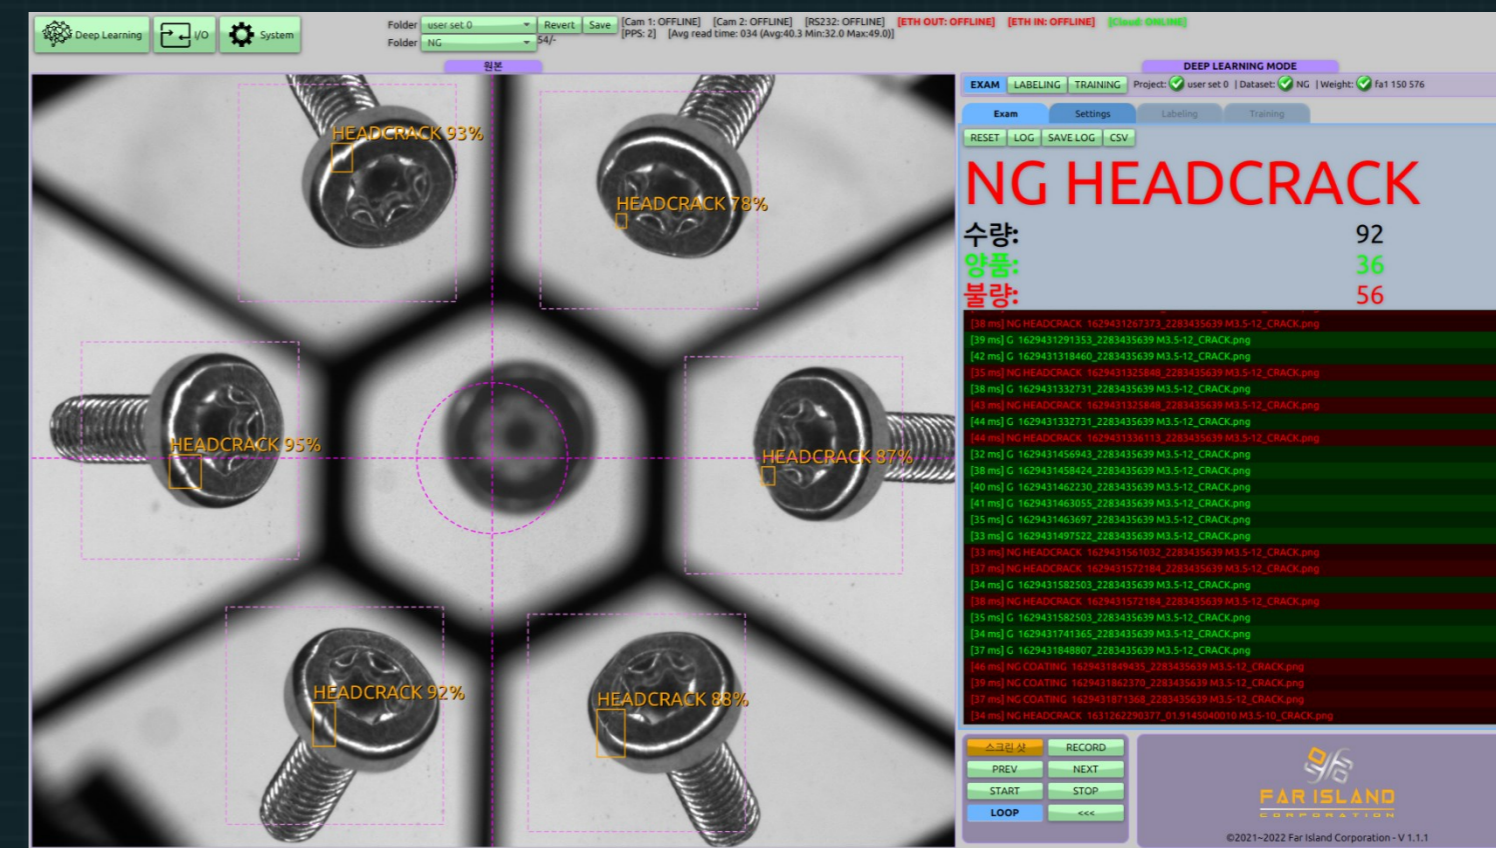 Deep Learning
I/O
System
Folder user set 0 Revert Save
Folder NG 54/-
[Cam 1: OFFLINE] [Cam 2: OFFLINE] [RS232: OFFLINE] [ETH OUT: OFFLINE] [ETH IN: OFFLINE] [Cloud: ONLINE]
[PPS: 2] [Avg read time: 034 (Avg:40.3 Min:32.0 Max:49.0)]
원본
HEADCRACK 93%
HEADCRACK 78%
HEADCRACK 95%
HEADCRACK 87%
HEADCRACK 92%
HEADCRACK 88%
DEEP LEARNING MODE
EXAM LABELING TRAINING Project: user set 0 | Dataset: NG | Weight: fa1 150 576
Exam Settings Labeling Training
RESET LOG SAVE LOG CSV
NG HEADCRACK
수량: 92
양품: 36
불량: 56
[38 ms] NG HEADCRACK 1629431267373_2283435639 M3.5-12_CRACK.png
[39 ms] G 1629431291353_2283435639 M3.5-12_CRACK.png
[42 ms] G 1629431318460_2283435639 M3.5-12_CRACK.png
[35 ms] NG HEADCRACK 1629431325848_2283435639 M3.5-12_CRACK.png
[38 ms] G 1629431332731_2283435639 M3.5-12_CRACK.png
[43 ms] NG HEADCRACK 1629431325848_2283435639 M3.5-12_CRACK.png
[44 ms] G 1629431332731_2283435639 M3.5-12_CRACK.png
[44 ms] NG HEADCRACK 1629431336113_2283435639 M3.5-12_CRACK.png
[32 ms] G 1629431456943_2283435639 M3.5-12_CRACK.png
[38 ms] G 1629431458424_2283435639 M3.5-12_CRACK.png
[40 ms] G 1629431462230_2283435639 M3.5-12_CRACK.png
[41 ms] G 1629431463055_2283435639 M3.5-12_CRACK.png
[35 ms] G 1629431463697_2283435639 M3.5-12_CRACK.png
[33 ms] G 1629431497522_2283435639 M3.5-12_CRACK.png
[33 ms] NG HEADCRACK 1629431561032_2283435639 M3.5-12_CRACK.png
[37 ms] NG HEADCRACK 1629431572184_2283435639 M3.5-12_CRACK.png
[34 ms] G 1629431582503_2283435639 M3.5-12_CRACK.png
[38 ms] NG HEADCRACK 1629431572184_2283435639 M3.5-12_CRACK.png
[35 ms] G 1629431582503_2283435639 M3.5-12_CRACK.png
[34 ms] G 1629431741365_2283435639 M3.5-12_CRACK.png
[37 ms] G 1629431848807_2283435639 M3.5-12_CRACK.png
[46 ms] NG COATING 1629431849435_2283435639 M3.5-12_CRACK.png
[39 ms] NG COATING 1629431862370_2283435639 M3.5-12_CRACK.png
[37 ms] NG COATING 1629431871368_2283435639 M3.5-12_CRACK.png
[34 ms] NG HEADCRACK 1631262290377_01.9145040010 M3.5-10_CRACK.png
스크린 샷 RECORD
PREV NEXT
START STOP
LOOP <<<
FAR ISLAND
CORPORATION
©2021~2022 Far Island Corporation - V 1.1.1